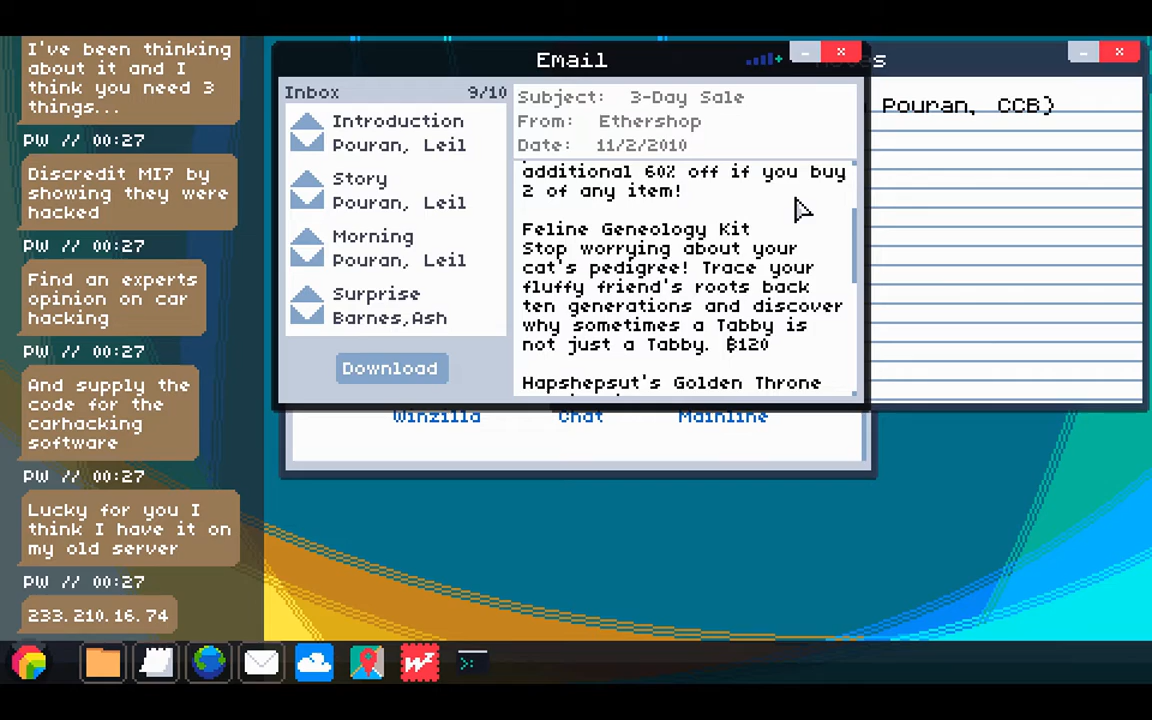 I've been thinking
about it and I
think you need 3
things...
PW // 00:27
Discredit MI7 by
showing they were
hacked
PW // 00:27
Find an experts
opinion on car
hacking
PW // 00:27
And supply the
code for the
carhacking
software
PW // 00:27
Lucky for you I
think I have it on
my old server
PW // 00:27
233.210.16.74
Email
Inbox 9/10
Introduction
Pouran, Leil
Story
Pouran, Leil
Morning
Pouran, Leil
Surprise
Barnes,Ash
Download
Subject: 3-Day Sale
From: Ethershop
Date: 11/2/2010
additional 60% off if you buy
2 of any item!
Feline Geneology Kit
Stop worrying about your
cat's pedigree! Trace your
fluffy friend's roots back
ten generations and discover
why sometimes a Tabby is
not just a Tabby. ฿120
Hapshepsut's Golden Throne
Pouran, CCB}
Winzilla Chat Mainline